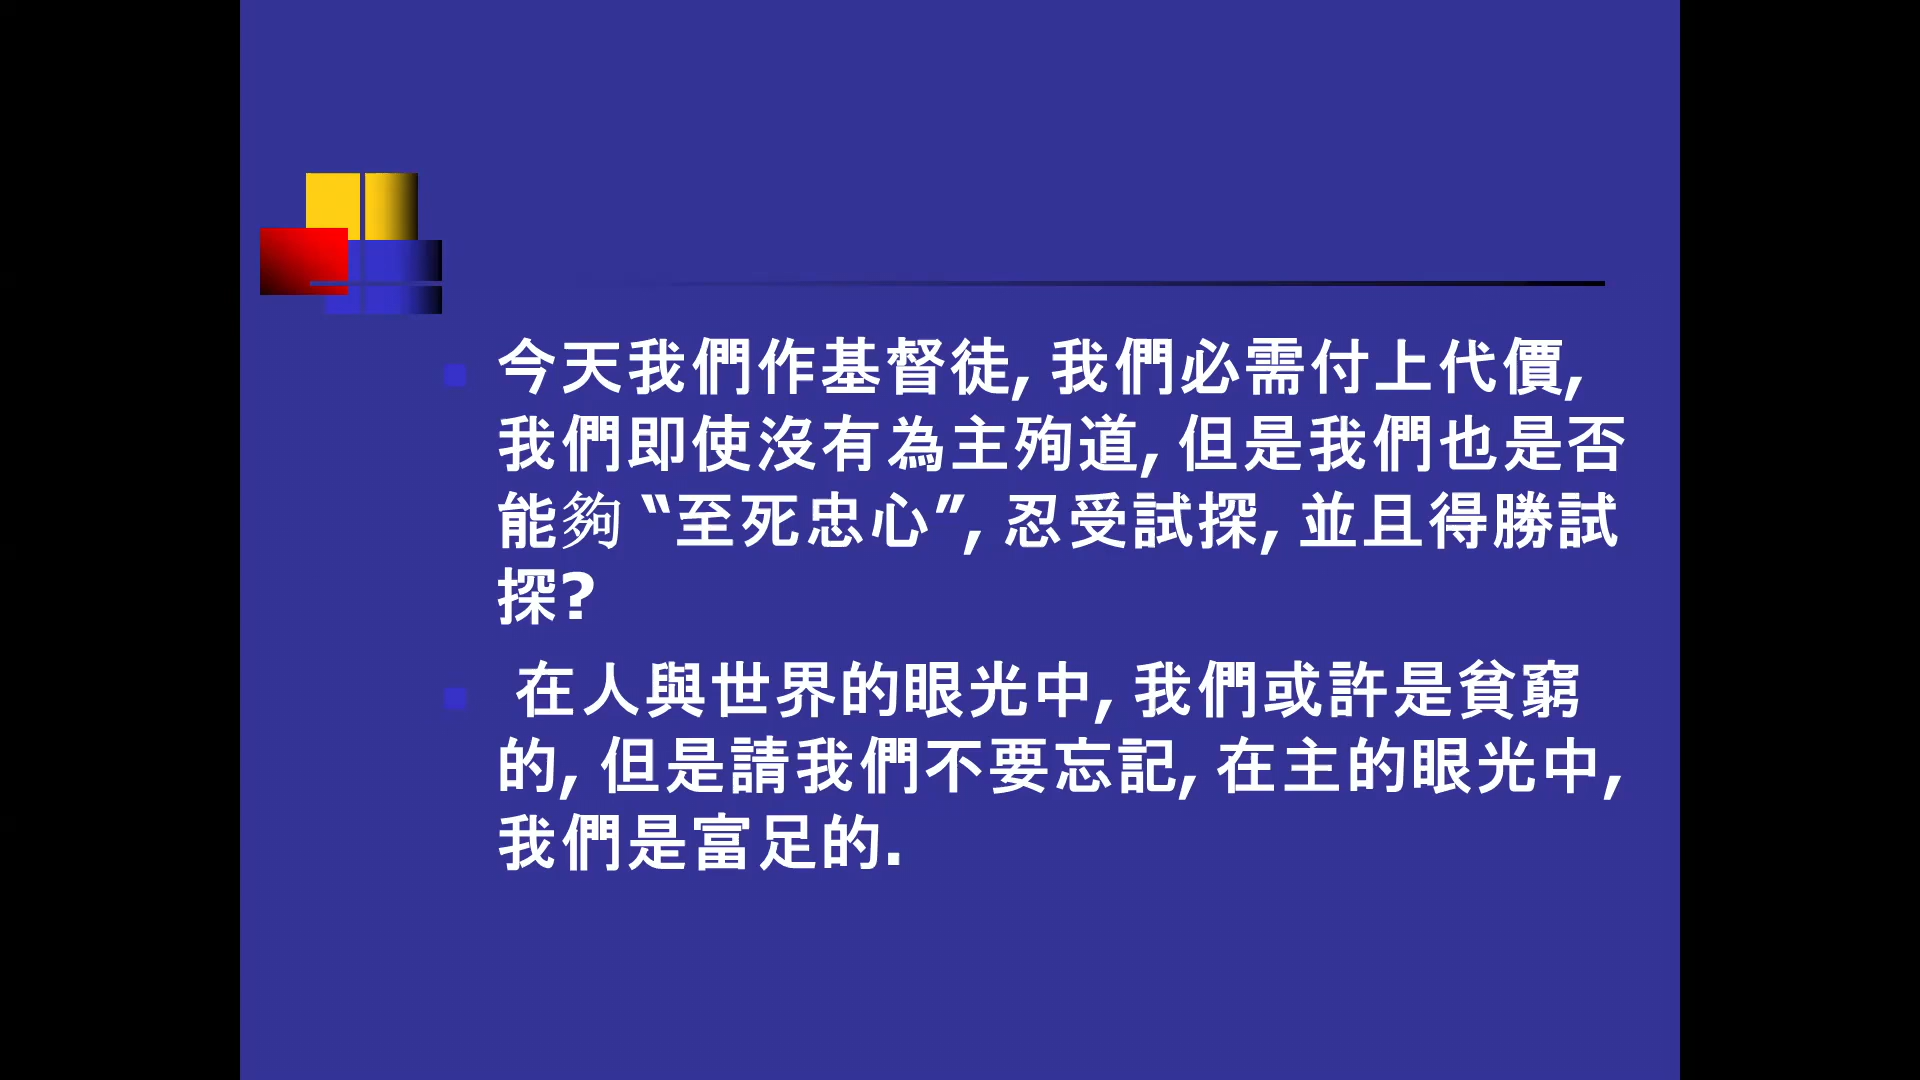 今天我們作基督徒, 我們必需付上代價,
我們即使沒有為主殉道, 但是我們也是否
能夠 “至死忠心”, 忍受試探, 並且得勝試
探?
在人與世界的眼光中, 我們或許是貧窮
的, 但是請我們不要忘記, 在主的眼光中,
我們是富足的.